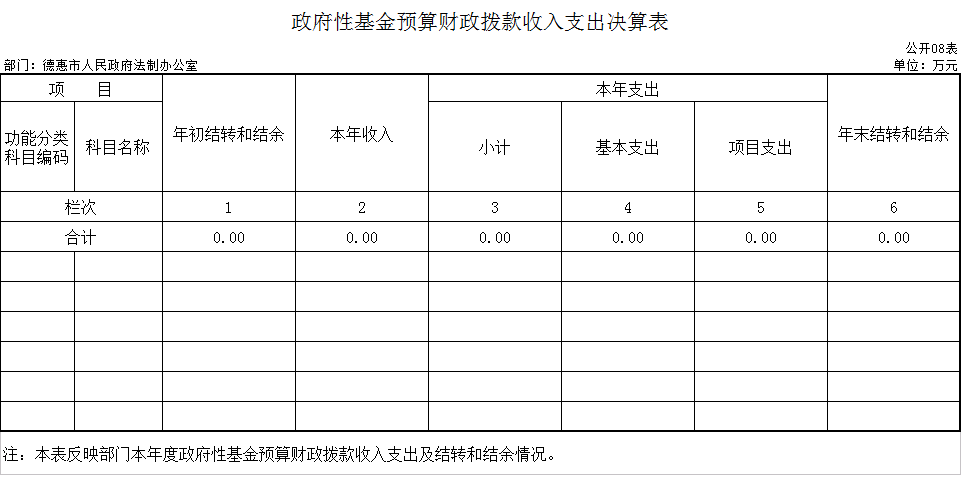 政府性基金预算财政拨款收入支出决算表
公开08表
部门：德惠市人民政府法制办公室
单位：万元
项 目
年初结转和结余
本年收入
本年支出
年末结转和结余
功能分类
科目编码
科目名称
小计
基本支出
项目支出
栏次 1 2 3 4 5 6
合计 0.00 0.00 0.00 0.00 0.00 0.00
注：本表反映部门本年度政府性基金预算财政拨款收入支出及结转和结余情况。